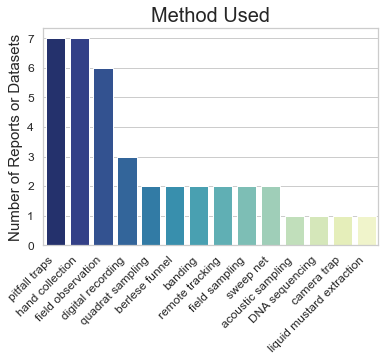 Method Used
Number of Reports or Datasets
7
6
5
4
3
2
1
0
pitfall traps
hand collection
field observation
digital recording
quadrat sampling
berlese funnel
banding
remote tracking
field sampling
sweep net
acoustic sampling
DNA sequencing
camera trap
liquid mustard extraction